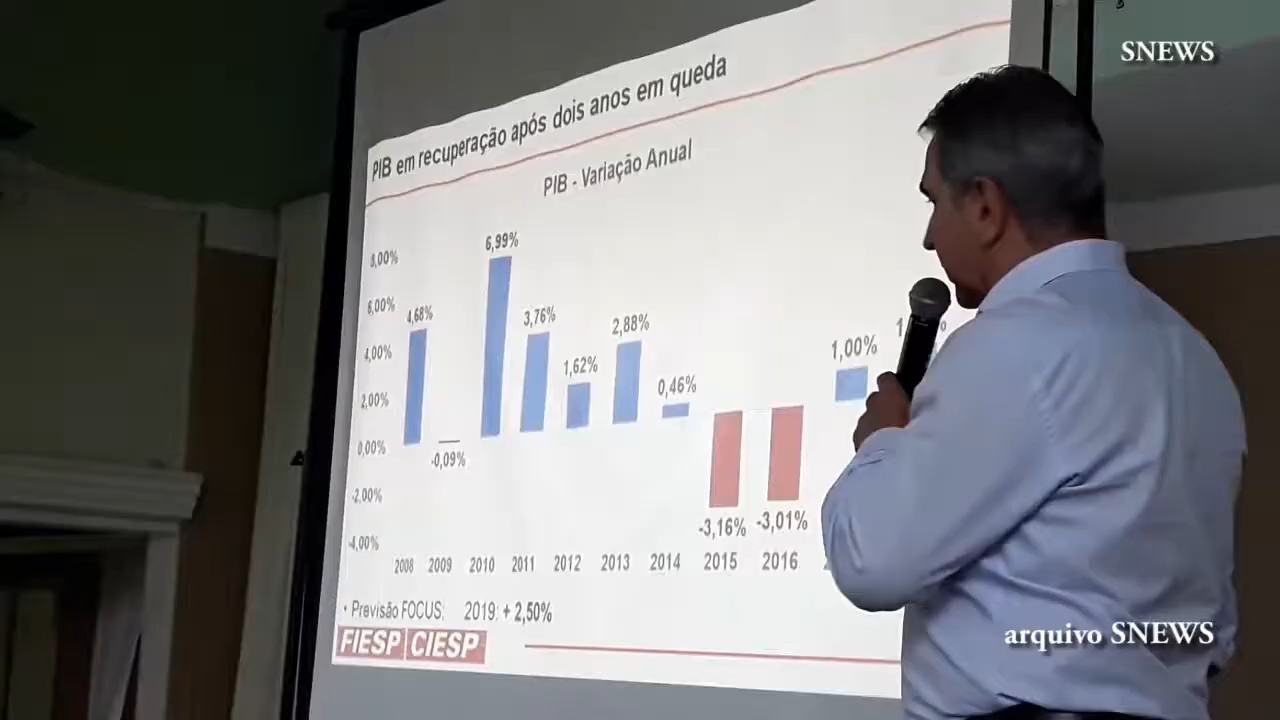 SNEWS
PIB em recuperação após dois anos em queda
PIB - Variação Anual
8,00%
6,00%
4,00%
2,00%
0,00%
-2,00%
-4,00%
4,68%
-0,09%
6,99%
3,76%
1,62%
2,88%
0,46%
-3,16%
-3,01%
1,00%
2008 2009 2010 2011 2012 2013 2014 2015 2016
• Previsão FOCUS: 2019: + 2,50%
FIESP CIESP
arquivo SNEWS